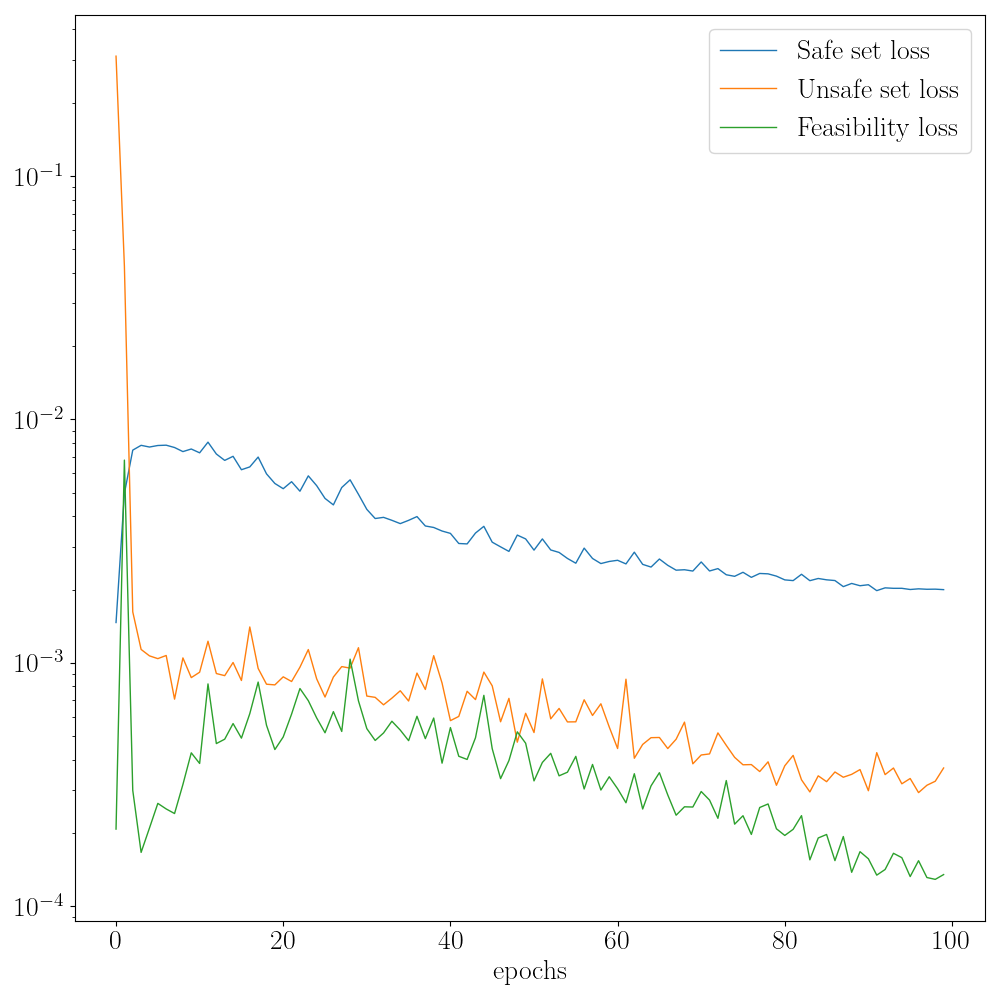 Safe set loss
Unsafe set loss
Feasibility loss
10⁻¹
10⁻²
10⁻³
10⁻⁴
0 20 40 60 80 100
epochs